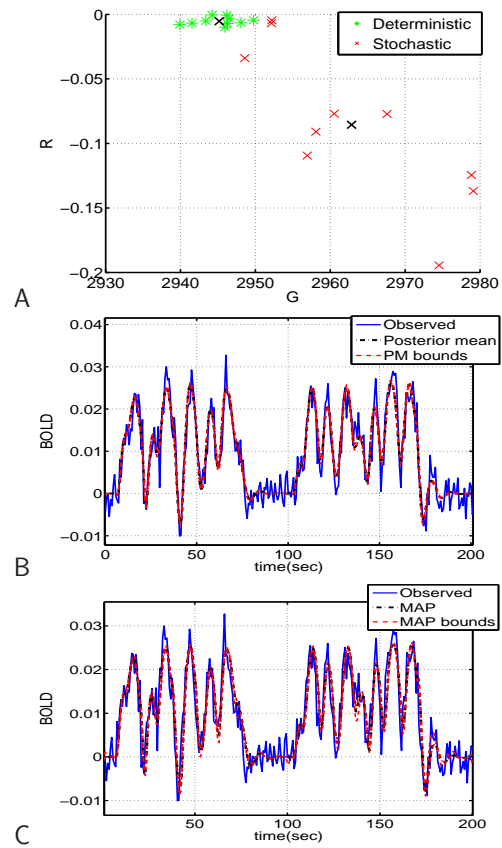 0
−0.05
−0.1
−0.15
−0.2
R
Deterministic
Stochastic
2930 2940 2950 2960 2970 2980
G
A
0.04
0.03
0.02
0.01
0
−0.01
BOLD
Observed
Posterior mean
PM bounds
0 50 100 150 200
time(sec)
B
0.03
0.02
0.01
0
−0.01
BOLD
Observed
MAP
MAP bounds
50 100 150 200
time(sec)
C